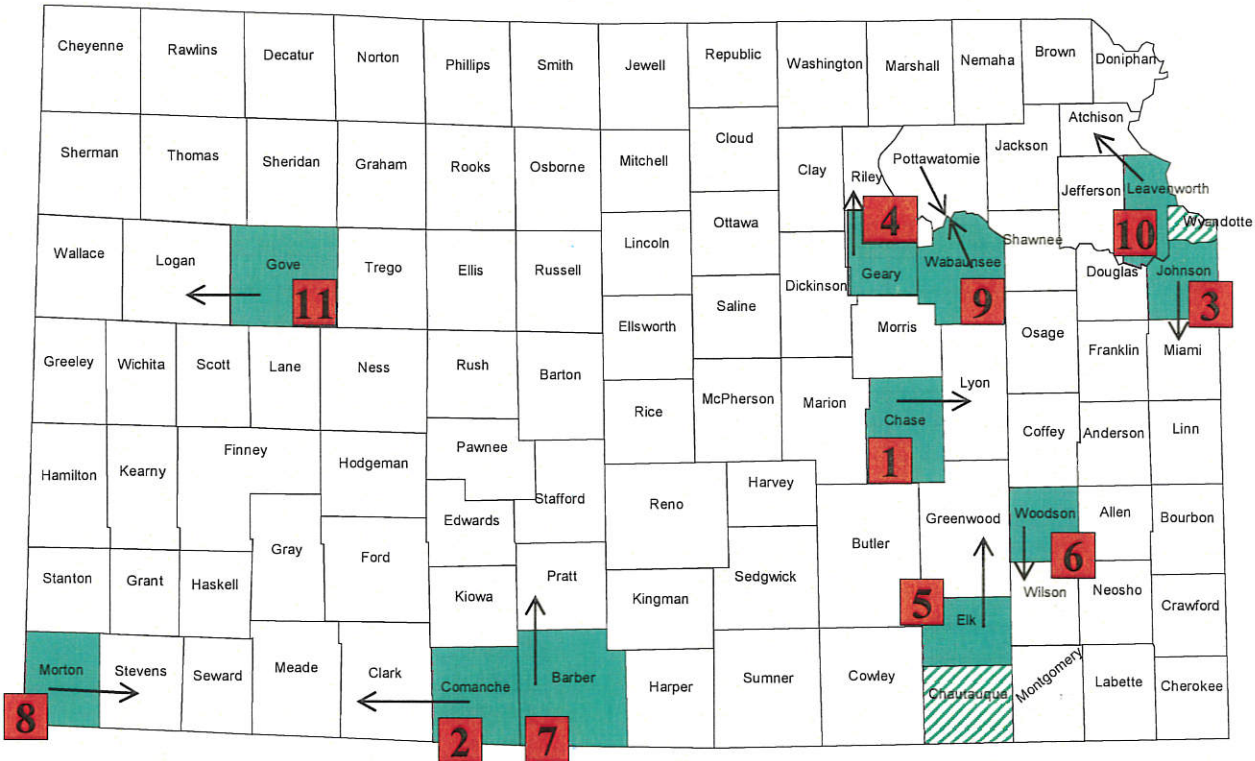 Cheyenne
Rawlins
Decatur
Norton
Phillips
Smith
Jewell
Republic
Washington
Marshall
Nemaha
Brown
Doniphan
Sherman
Thomas
Sheridan
Graham
Rooks
Osborne
Mitchell
Cloud
Clay
Riley
Pottawatomie
Jackson
Atchison
Jefferson
Leavenworth
Wyandotte
Wallace
Logan
Gove
11
Trego
Ellis
Russell
Lincoln
Ottawa
Saline
Dickinson
4
Geary
Wabaunsee
9
Shawnee
10
Douglas
Johnson
3
Greeley
Wichita
Scott
Lane
Ness
Rush
Barton
Ellsworth
Rice
McPherson
Marion
Morris
Chase
1
Lyon
Osage
Franklin
Miami
Coffey
Anderson
Linn
Hamilton
Kearny
Finney
Hodgeman
Pawnee
Stafford
Edwards
Reno
Harvey
Butler
Greenwood
Woodson
6
Allen
Bourbon
Stanton
Grant
Haskell
Gray
Ford
Kiowa
Pratt
Kingman
Sedgwick
5
Elk
Wilson
Neosho
Crawford
Morton
8
Stevens
Seward
Meade
Clark
Comanche
2
Barber
7
Harper
Sumner
Cowley
Chautauqua
Montgomery
Labette
Cherokee